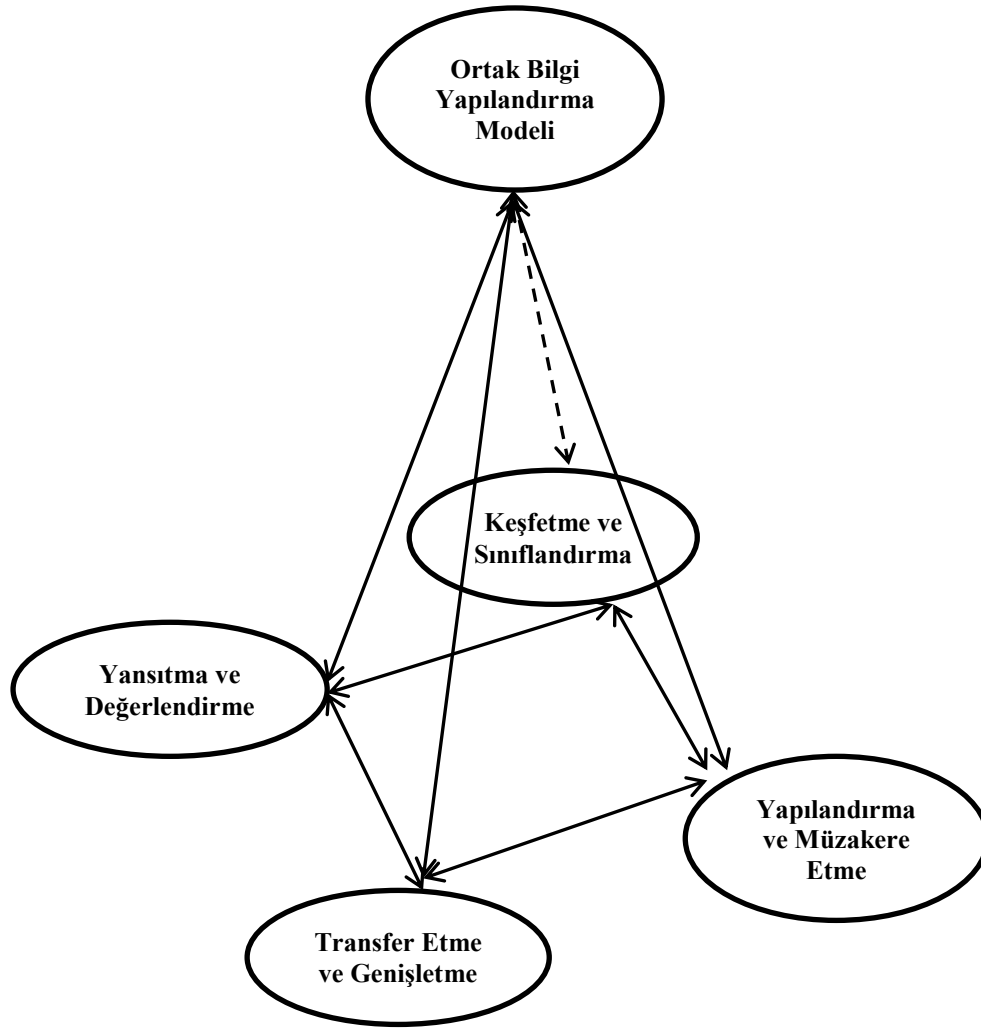 Ortak Bilgi
Yapılandırma
Modeli
Keşfetme ve
Sınıflandırma
Yansıtma ve
Değerlendirme
Yapılandırma
ve Müzakere
Etme
Transfer Etme
ve Genişletme